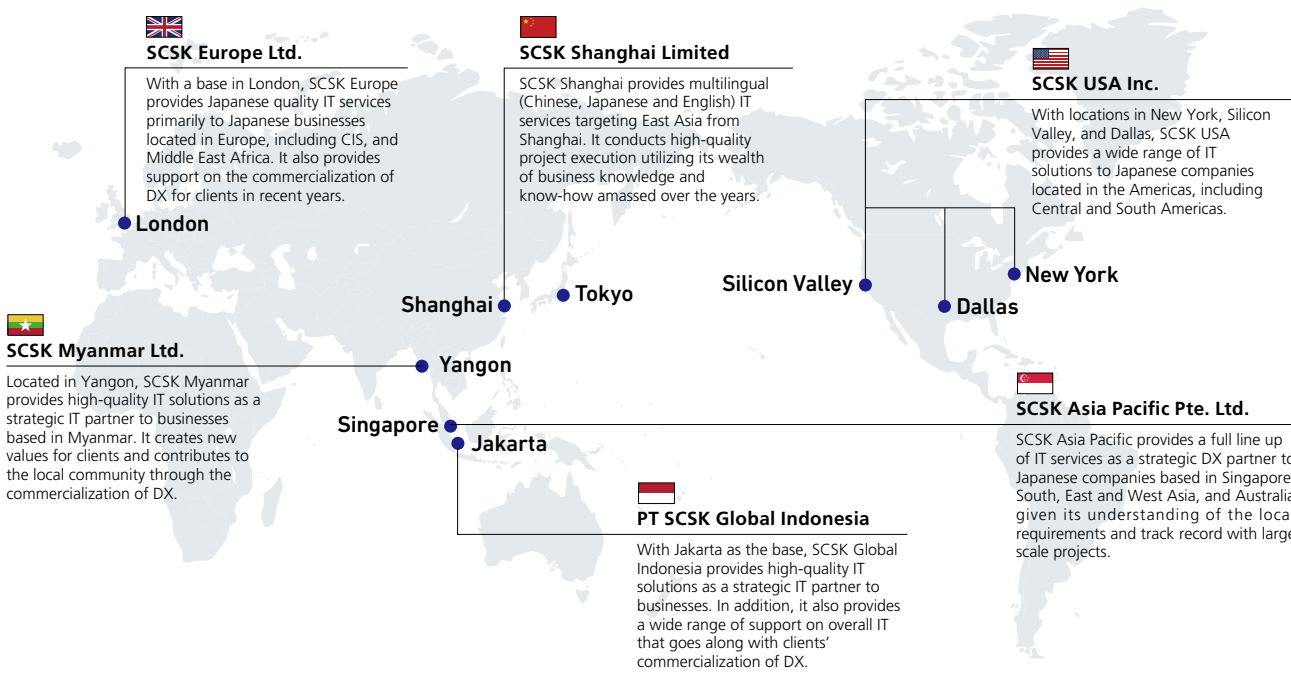 SCSK Europe Ltd.
With a base in London, SCSK Europe
provides Japanese quality IT services
primarily to Japanese businesses
located in Europe, including CIS, and
Middle East Africa. It also provides
support on the commercialization of
DX for clients in recent years.
London
SCSK Shanghai Limited
SCSK Shanghai provides multilingual
(Chinese, Japanese and English) IT
services targeting East Asia from
Shanghai. It conducts high-quality
project execution utilizing its wealth
of business knowledge and
know-how amassed over the years.
Shanghai
Tokyo
SCSK USA Inc.
With locations in New York, Silicon
Valley, and Dallas, SCSK USA
provides a wide range of IT
solutions to Japanese companies
located in the Americas, including
Central and South Americas.
Silicon Valley
New York
Dallas
SCSK Myanmar Ltd.
Located in Yangon, SCSK Myanmar
provides high-quality IT solutions as a
strategic IT partner to businesses
based in Myanmar. It creates new
values for clients and contributes to
the local community through the
commercialization of DX.
Yangon
Singapore
Jakarta
SCSK Asia Pacific Pte. Ltd.
SCSK Asia Pacific provides a full line up
of IT services as a strategic DX partner to
Japanese companies based in Singapore
South, East and West Asia, and Australia
given its understanding of the loca
requirements and track record with large
scale projects.
PT SCSK Global Indonesia
With Jakarta as the base, SCSK Global
Indonesia provides high-quality IT
solutions as a strategic IT partner to
businesses. In addition, it also provides
a wide range of support on overall IT
that goes along with clients’
commercialization of DX.